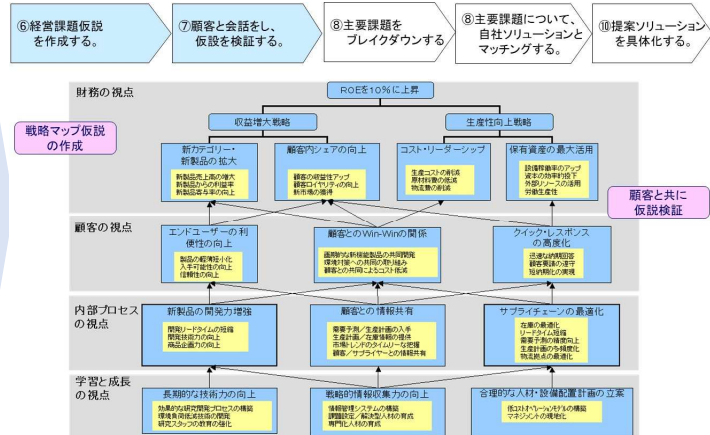 ⑥経営課題仮説
を作成する。
⑦顧客と会話をし、
仮設を検証する。
⑧主要課題を
ブレイクダウンする
⑧主要課題について、
自社ソリューションと
マッチングする。
⑩提案ソリューション
を具体化する。
財務の視点
ROEを10%に上昇
収益増大戦略
生産性向上戦略
戦略マップ仮説
の作成
新カテゴリー・
新製品の拡大
新製品売上高の増大
新製品からの利益率
新製品客与率の向上
顧客内シェアの向上
顧客の収益性アップ
顧客ロイヤリティの向上
新市場の獲得
コスト・リーダーシップ
生産コストの削減
原材料費の低減
物流費の削減
保有資産の最大活用
設備稼働率のアップ
資本の効率的投下
外部リソースの活用
労働生産性
顧客と共に
仮説検証
顧客の視点
エンドユーザーの利
便性の向上
製品の軽薄短小化
入手可能性の向上
信頼性の向上
顧客とのWin-Winの関係
画期的な新機能製品の共同開発
環境対策への共同の取り組み
顧客との共同によるコスト低減
クイック・レスポンス
の高度化
迅速な納期回答
顧客要請の遵守
短納期化の実現
内部プロセス
の視点
新製品の開発力増強
開発リードタイムの短縮
開発技術力の向上
商品企画力の向上
顧客との情報共有
需要予測/生産計画の入手
生産計画/在庫情報の提供
市場トレンドのタイムリーな把握
顧客/サプライヤーとの情報共有
サプライチェーンの最適化
在庫の最適化
リードタイム短縮
需要予測の精度向上
生産計画の多頻度化
物流拠点の最適化
学習と成長
の視点
長期的な技術力の向上
効果的な研究開発プロセスの構築
環境負荷低減技術の開発
研究スタッフの教育の強化
戦略的情報収集力の向上
情報管理システムの構築
課題設定/解決型人材の育成
専門化人材の育成
合理的な人材・設備配置計画の立案
低コストオペレーションモデルの構築
マネジメントの現地化